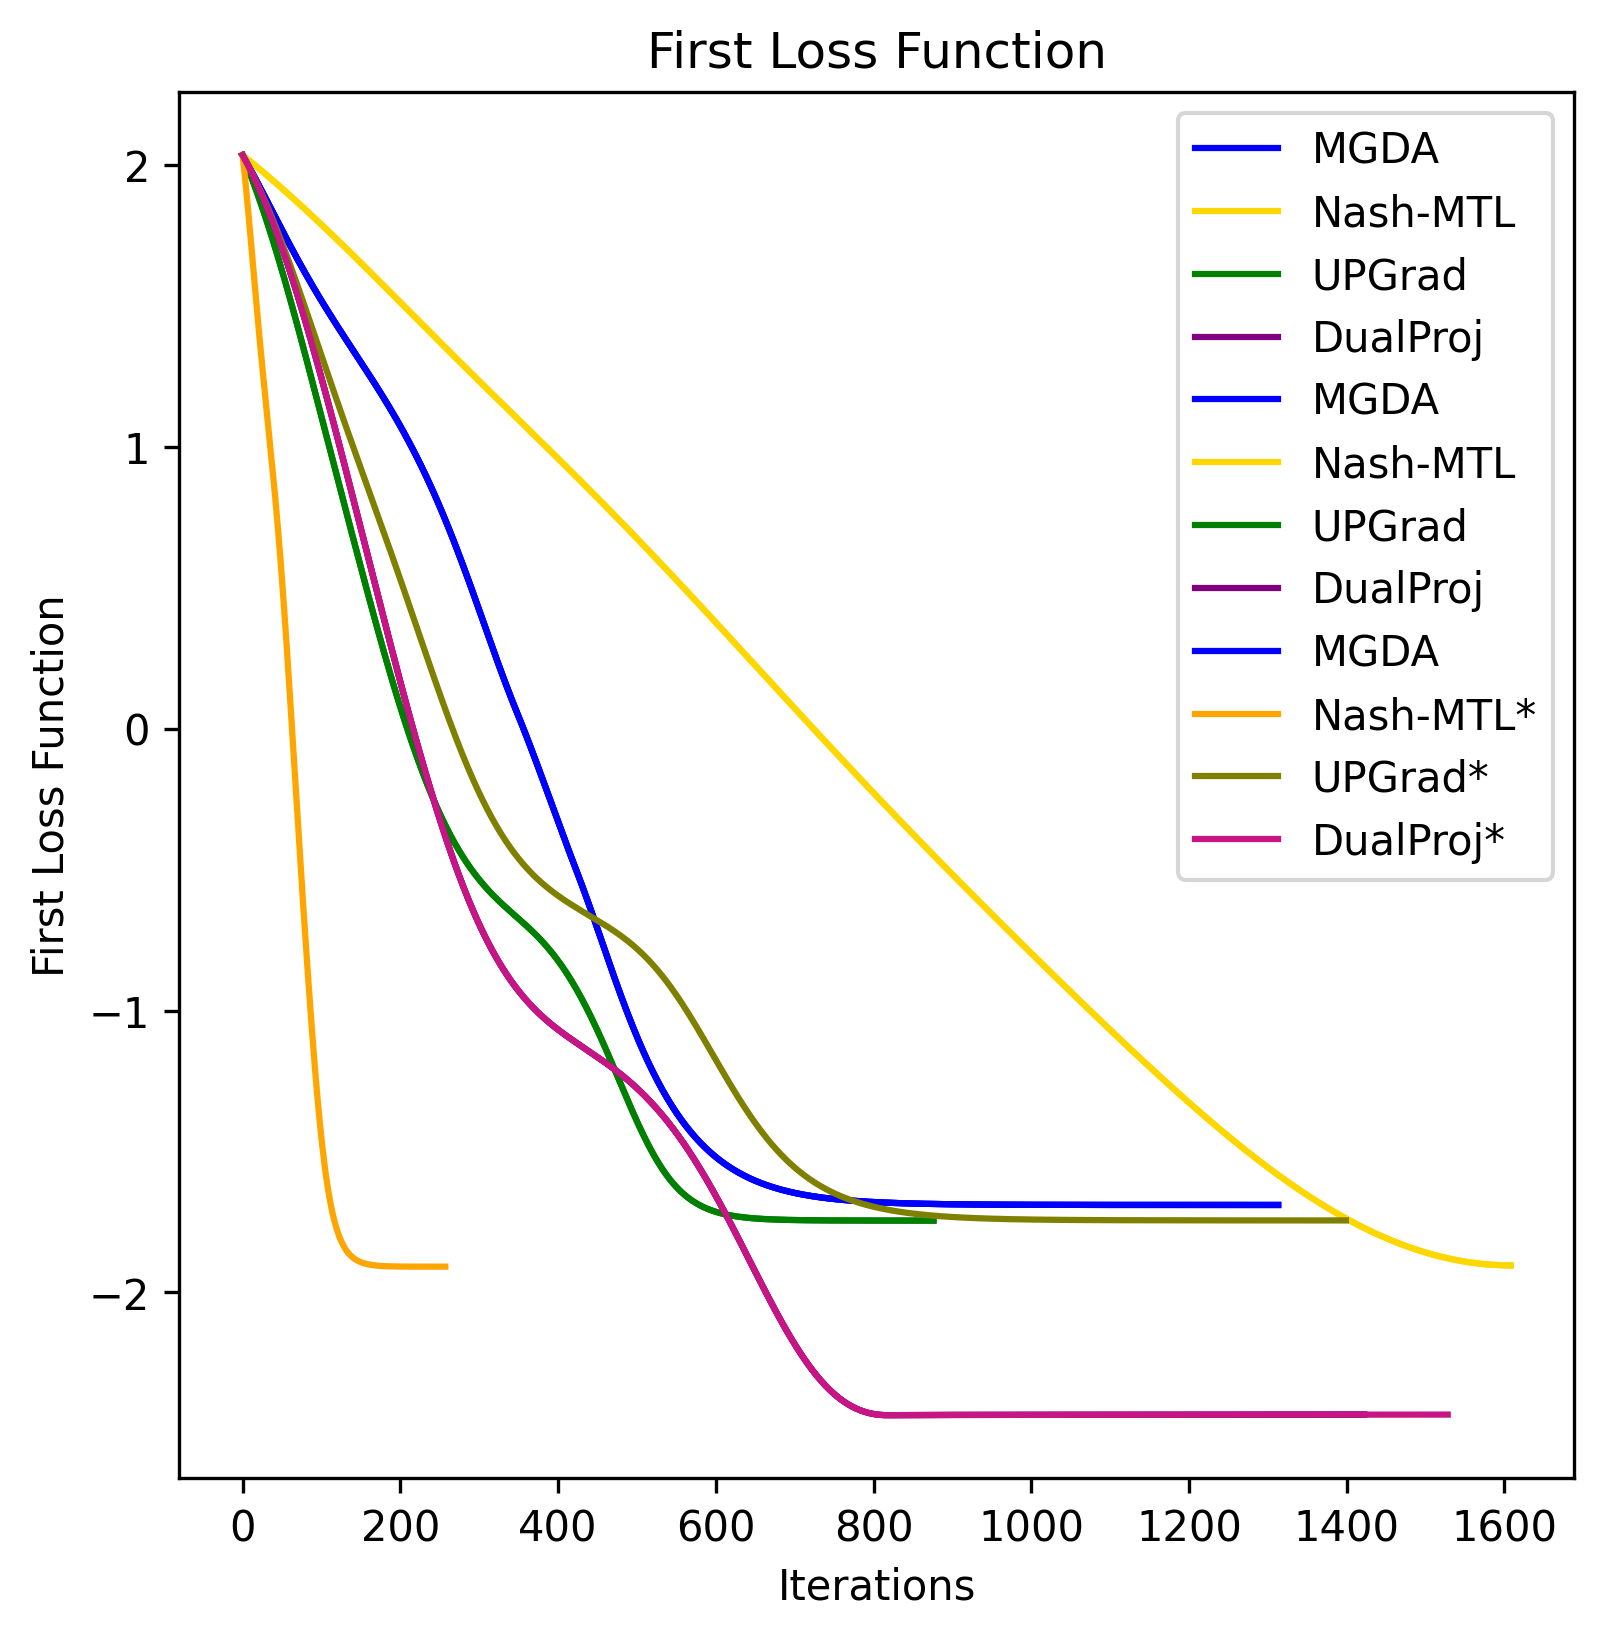 First Loss Function
2
1
0
−1
−2
First Loss Function
MGDA
Nash-MTL
UPGrad
DualProj
MGDA
Nash-MTL
UPGrad
DualProj
MGDA
Nash-MTL*
UPGrad*
DualProj*
0 200 400 600 800 1000 1200 1400 1600
Iterations